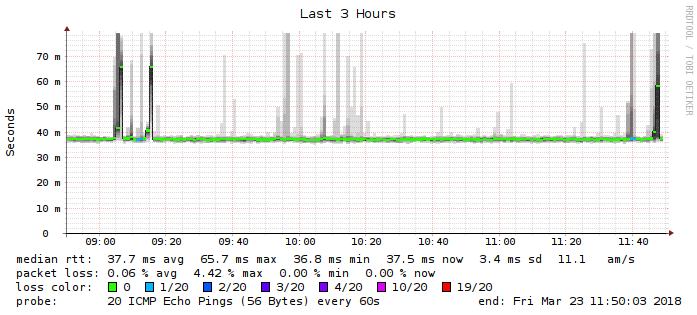 Last 3 Hours
RRDTOOL / TOBI OETIKER
Seconds
70 m
60 m
50 m
40 m
30 m
20 m
10 m
0
09:00 09:20 09:40 10:00 10:20 10:40 11:00 11:20 11:40
median rtt: 37.7 ms avg 65.7 ms max 36.8 ms min 37.5 ms now 3.4 ms sd 11.1 am/s
packet loss: 0.06 % avg 4.42 % max 0.00 % min 0.00 % now
loss color: 0 1/20 2/20 3/20 4/20 10/20 19/20
probe: 20 ICMP Echo Pings (56 Bytes) every 60s end: Fri Mar 23 11:50:03 2018